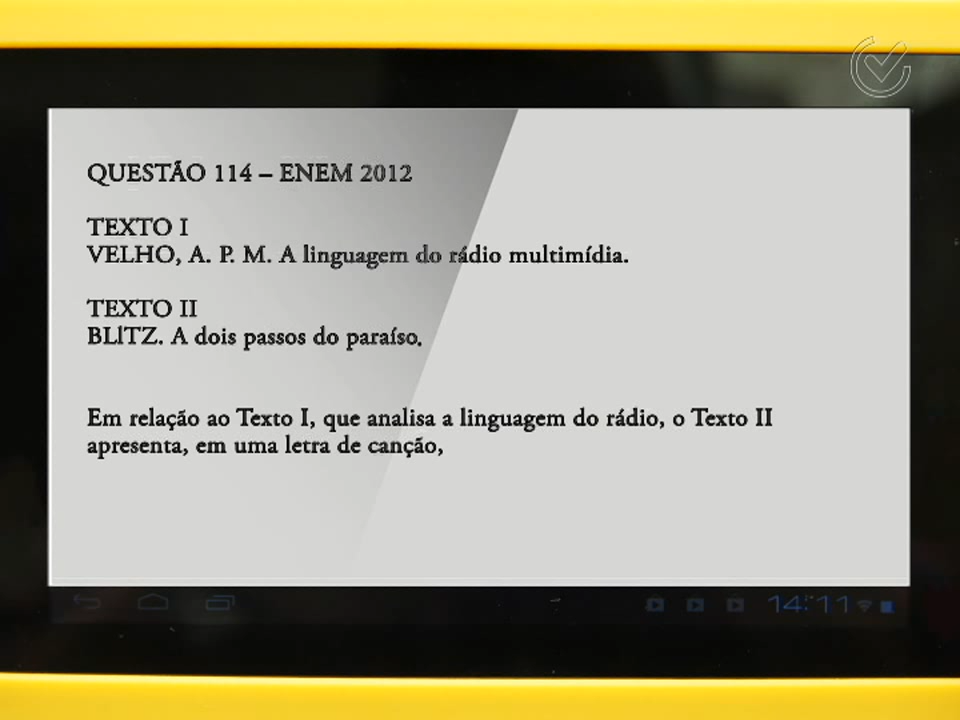 QUESTÃO 114 – ENEM 2012
TEXTO I
VELHO, A. P. M. A linguagem do rádio multimídia.
TEXTO II
BLITZ. A dois passos do paraíso.
Em relação ao Texto I, que analisa a linguagem do rádio, o Texto II
apresenta, em uma letra de canção,
14:11